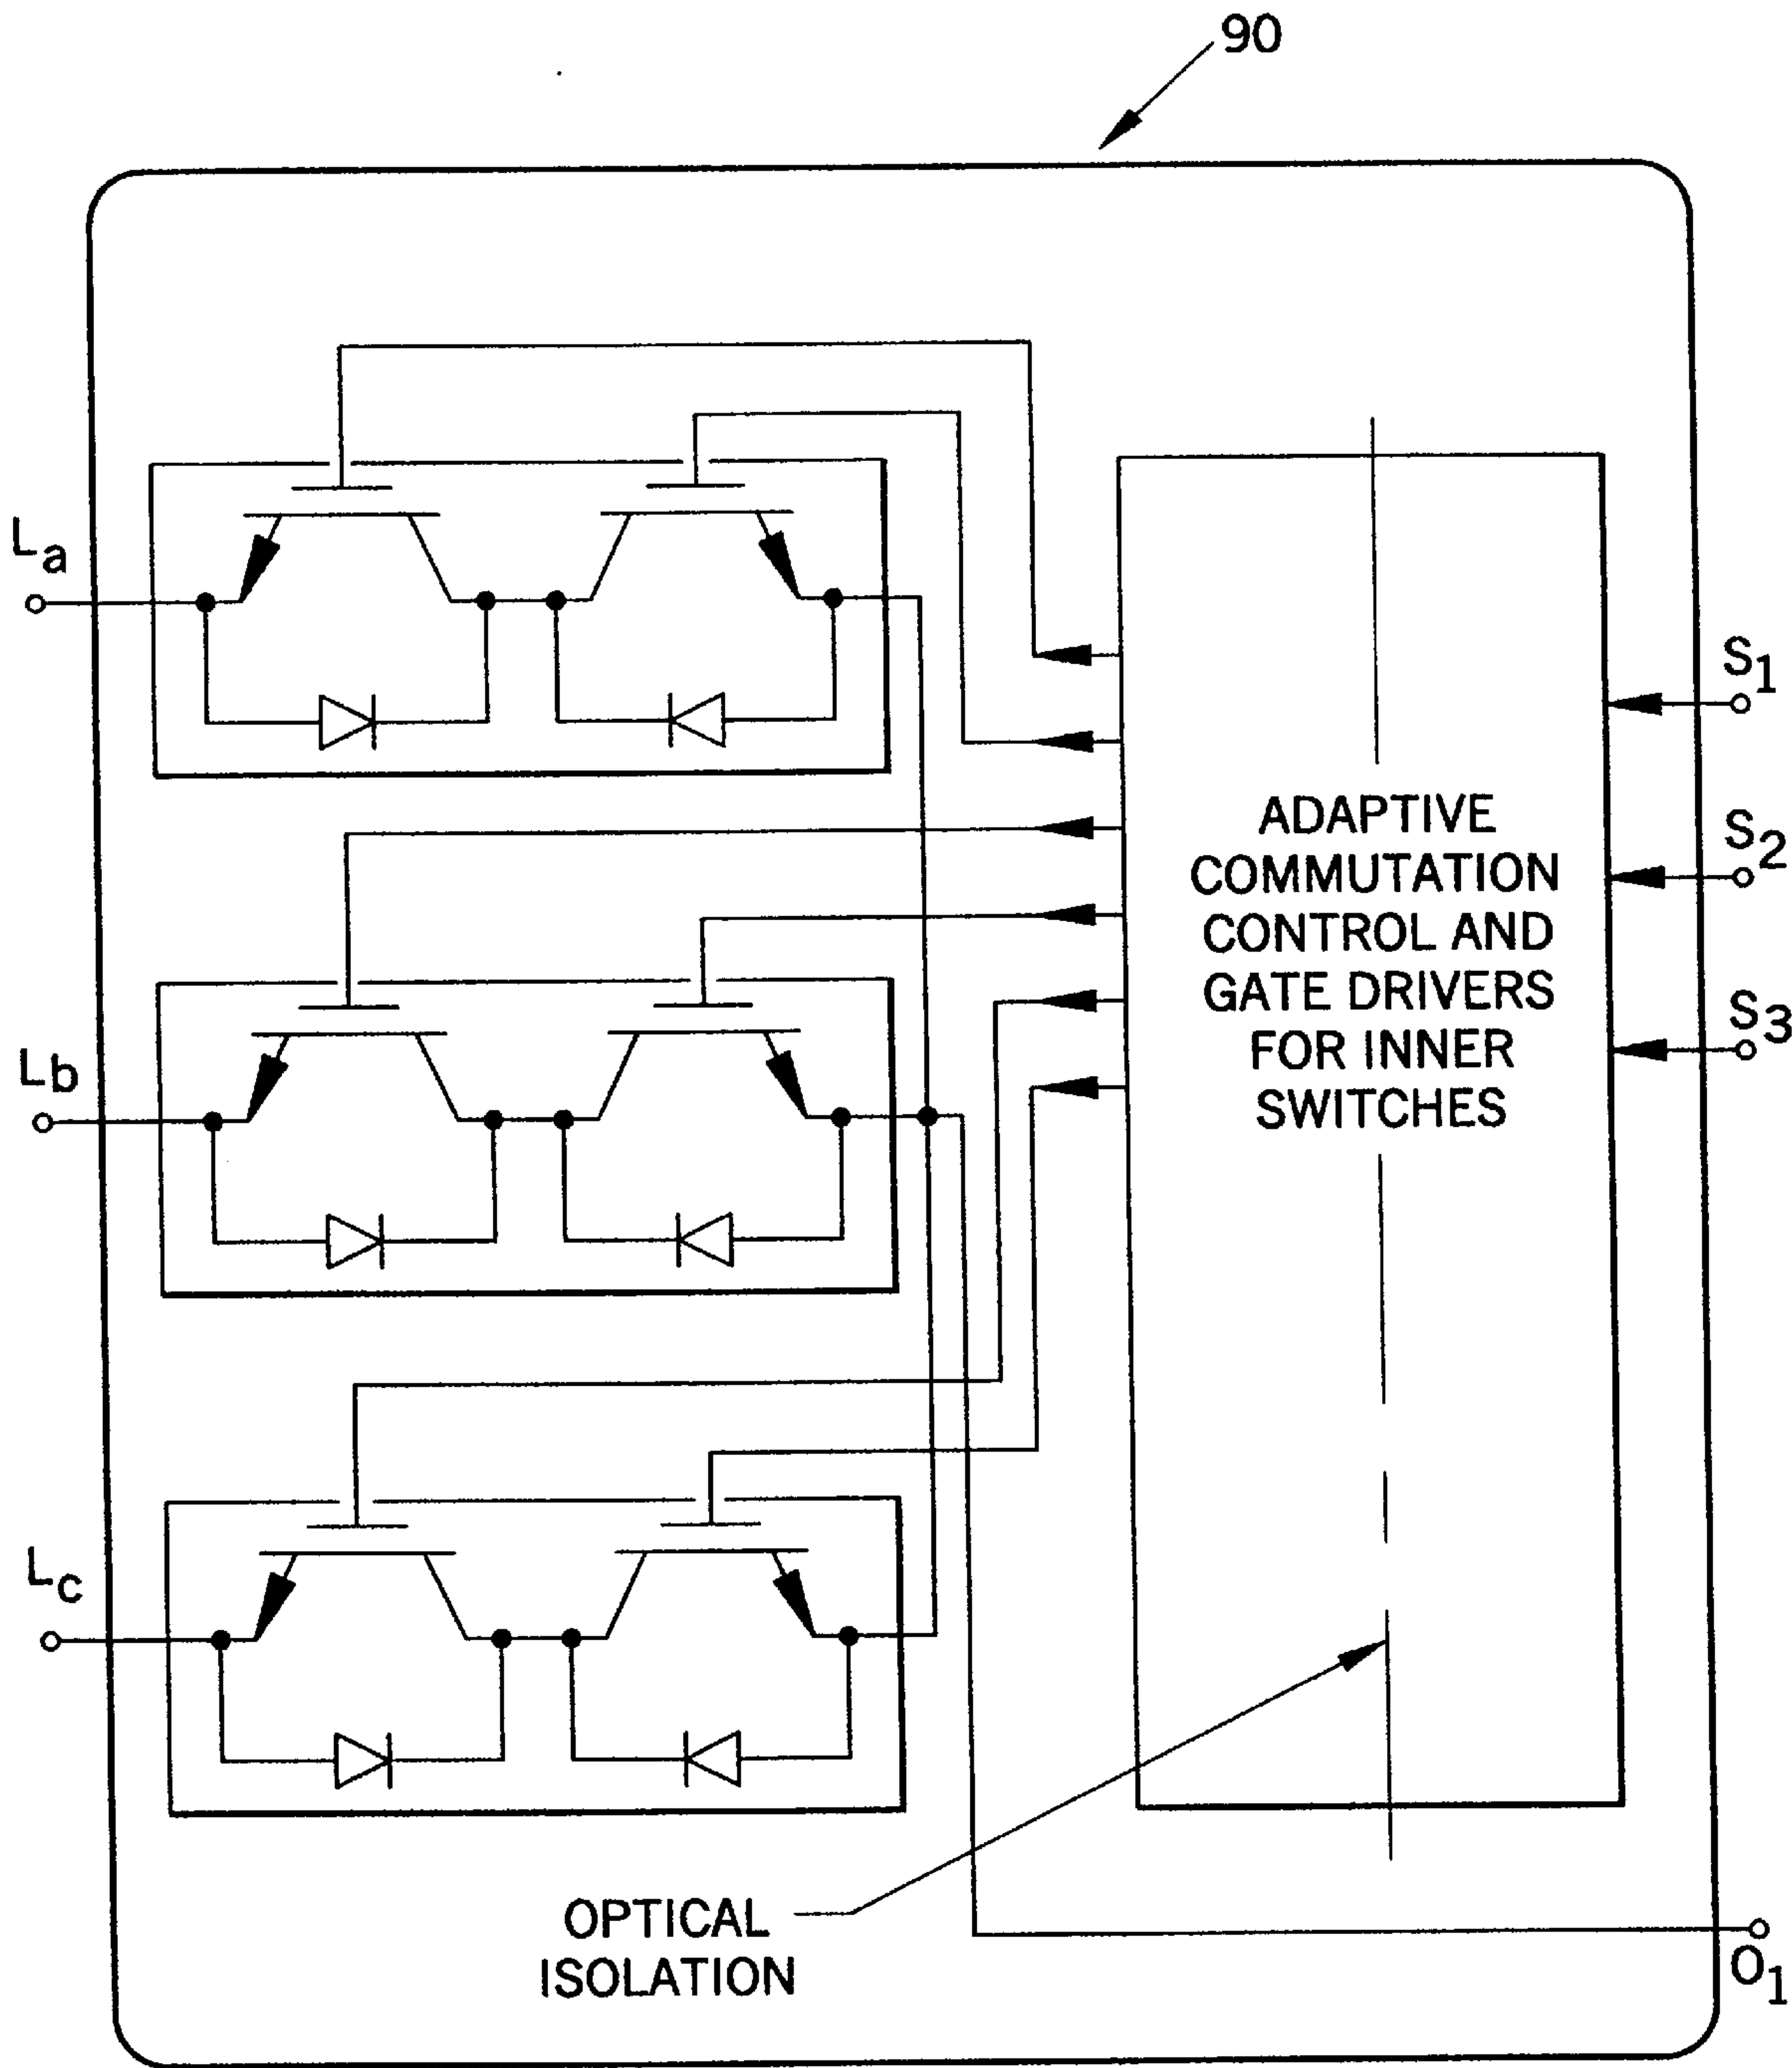 90
La
S1
ADAPTIVE
COMMUTATION
CONTROL AND
GATE DRIVERS
FOR INNER
SWITCHES
S2
S3
Lb
Lc
OPTICAL
ISOLATION
O1